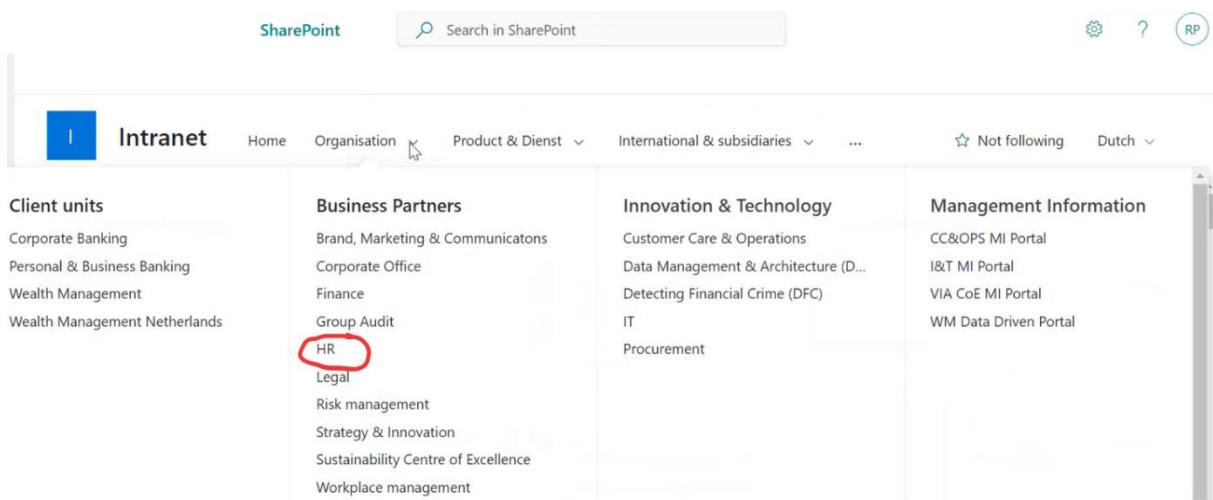 SharePoint
Search in SharePoint
?
RP
I
Intranet
Home
Organisation
Product & Dienst
International & subsidiaries
...
Not following
Dutch
Client units
Corporate Banking
Personal & Business Banking
Wealth Management
Wealth Management Netherlands
Business Partners
Brand, Marketing & Communicatons
Corporate Office
Finance
Group Audit
HR
Legal
Risk management
Strategy & Innovation
Sustainability Centre of Excellence
Workplace management
Innovation & Technology
Customer Care & Operations
Data Management & Architecture (D...
Detecting Financial Crime (DFC)
IT
Procurement
Management Information
CC&OPS MI Portal
I&T MI Portal
VIA CoE MI Portal
WM Data Driven Portal